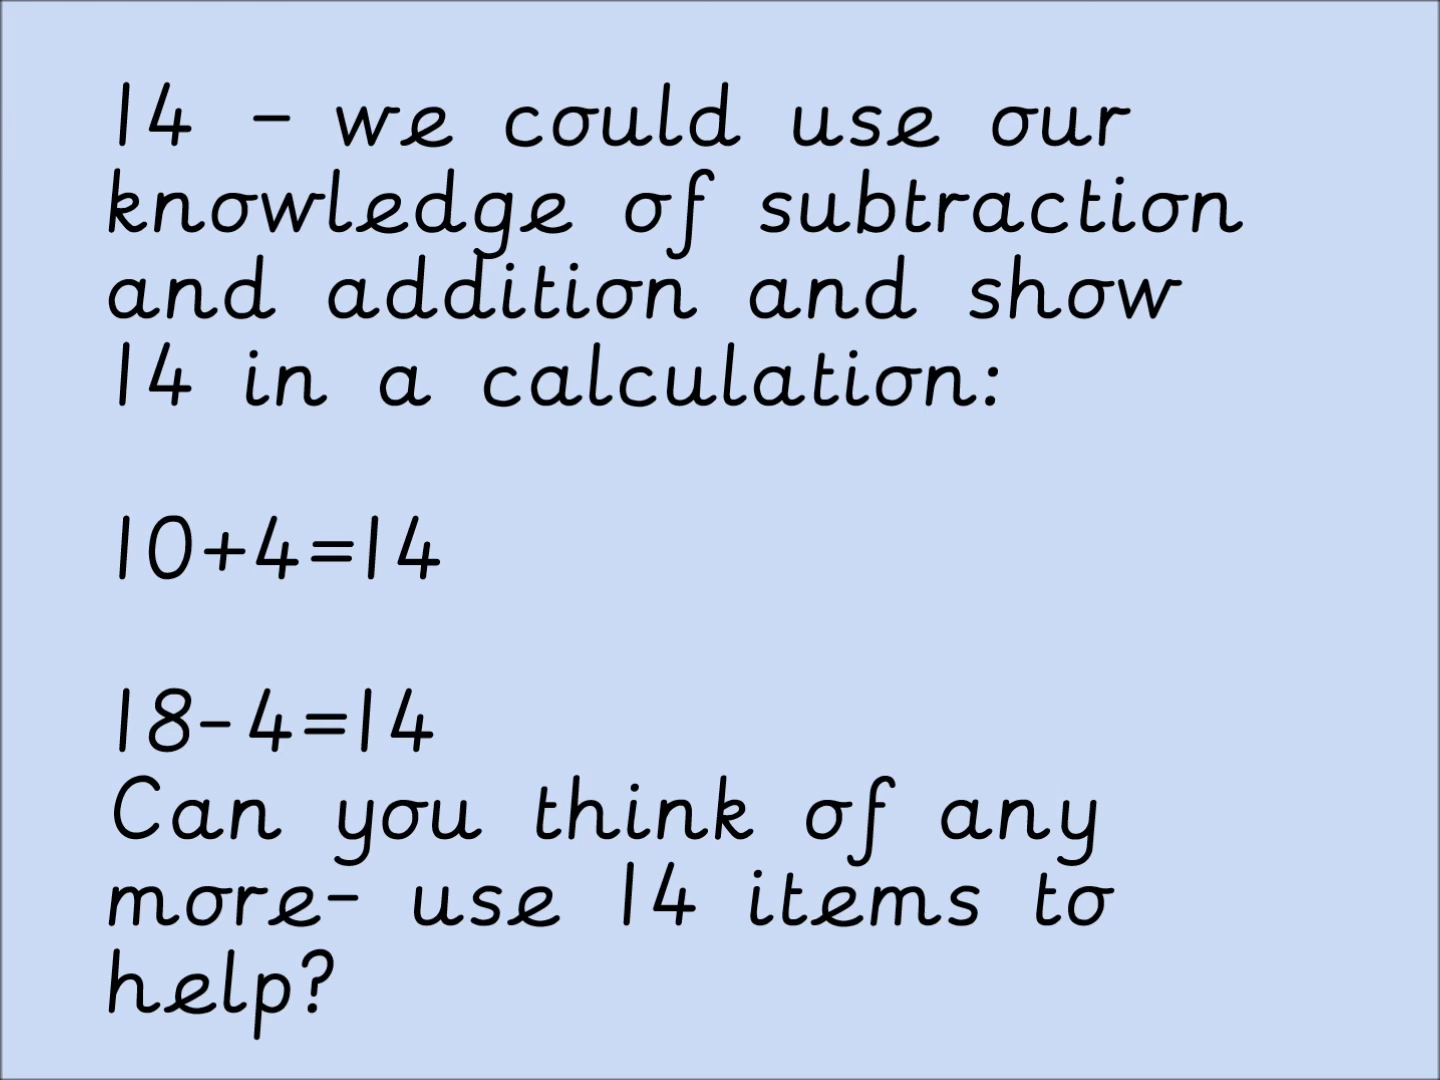 14 - we could use our
knowledge of subtraction
and addition and show
14 in a calculation:
10+4=14
18-4=14
Can you think of any
more- use 14 items to
help?